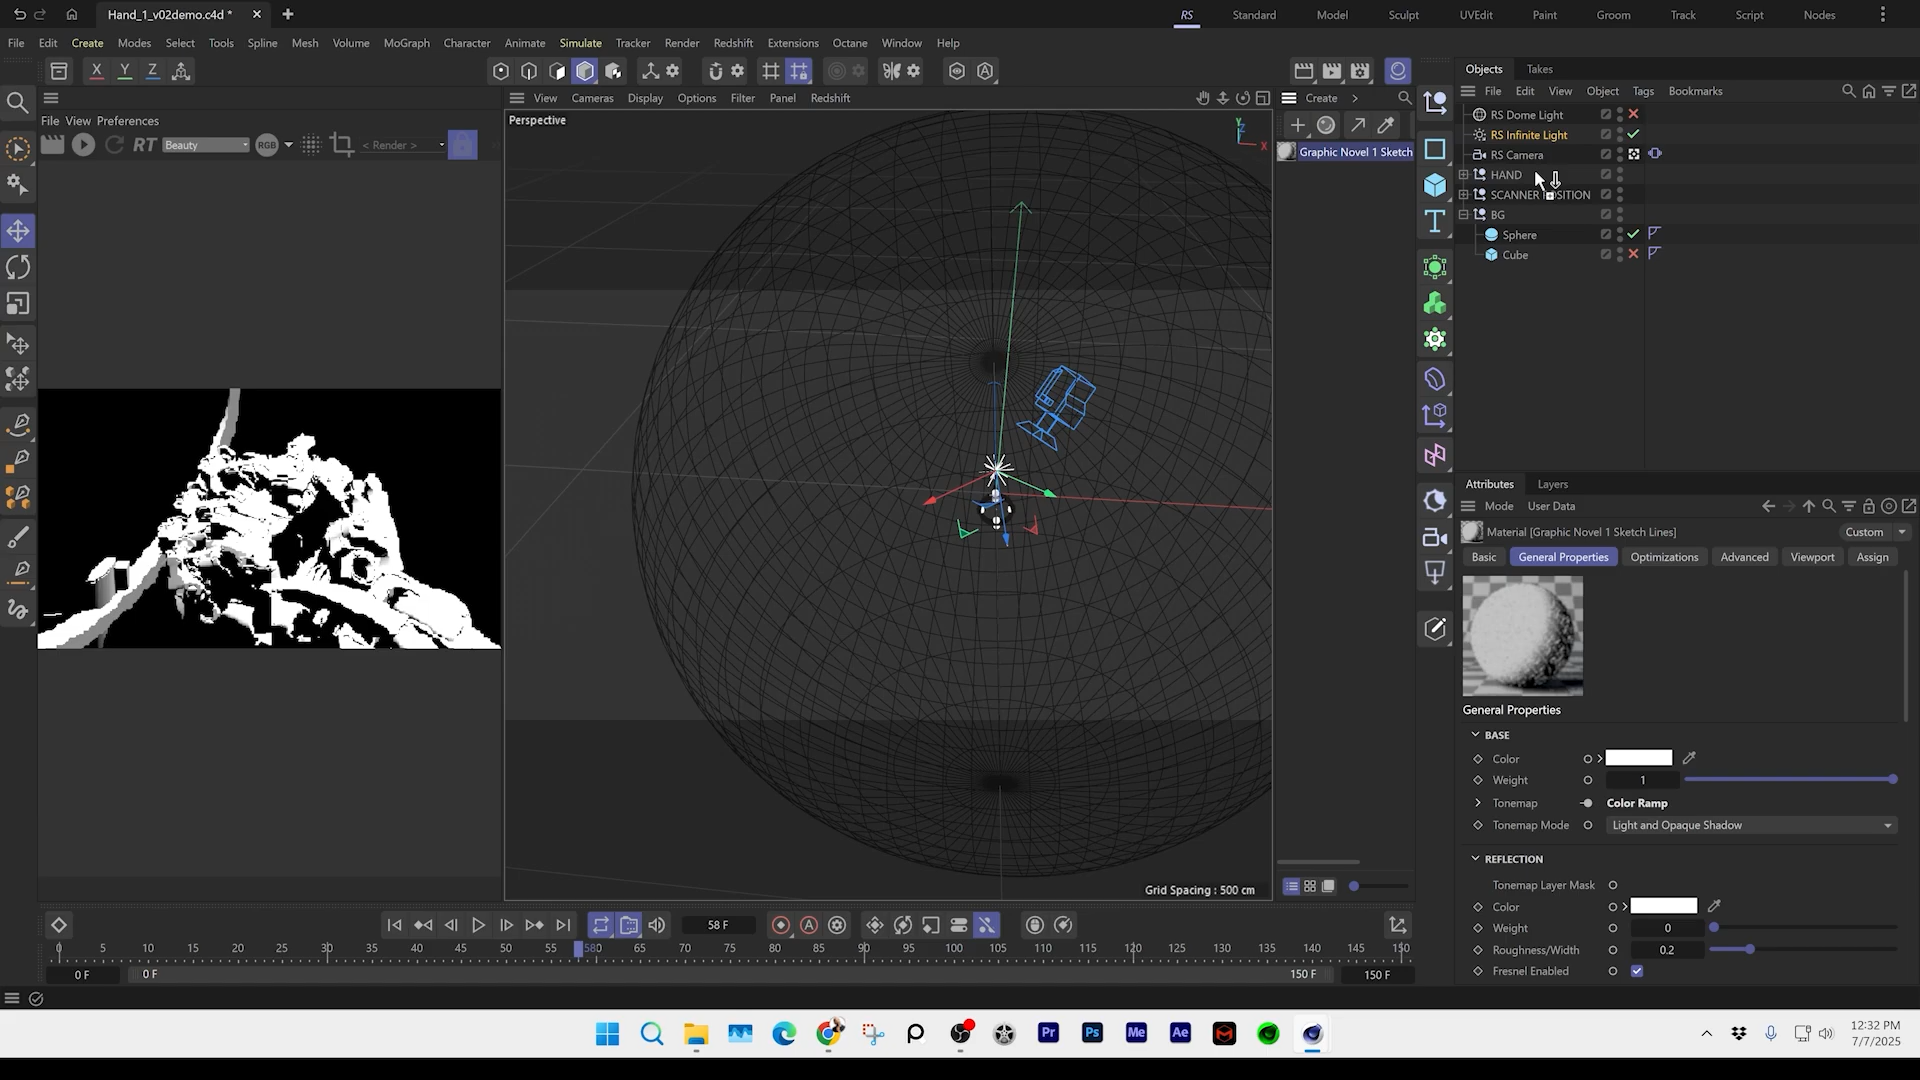 Hand_1_v02demo.c4d *
RS Standard Model Sculpt UVEdit Paint Groom Track Script Nodes
File Edit Create Modes Select Tools Spline Mesh Volume MoGraph Character Animate Simulate Tracker Render Redshift Extensions Octane Window Help
X Y Z
Objects Takes
View Cameras Display Options Filter Panel Redshift
Create
File Edit View Object Tags Bookmarks
File View Preferences
RT Beauty RGB < Render >
Perspective
Y
Z
X
Graphic Novel 1 Sketch
RS Dome Light
RS Infinite Light
RS Camera
HAND
SCANNER POSITION
BG
Sphere
Cube
Attributes Layers
Mode User Data
Material [Graphic Novel 1 Sketch Lines]
Custom
Basic General Properties Optimizations Advanced Viewport Assign
General Properties
BASE
Color
Weight 1
Tonemap Color Ramp
Tonemap Mode Light and Opaque Shadow
REFLECTION
Tonemap Layer Mask
Color
Weight 0
Roughness/Width 0.2
Fresnel Enabled
Grid Spacing : 500 cm
58 F
0 5 10 15 20 25 30 35 40 45 50 55 580 65 70 75 80 85 90 95 100 105 110 115 120 125 130 135 140 145 150
0 F 0 F 150 F 150 F
Pr Ps Me Ae
12:32 PM
7/7/2025